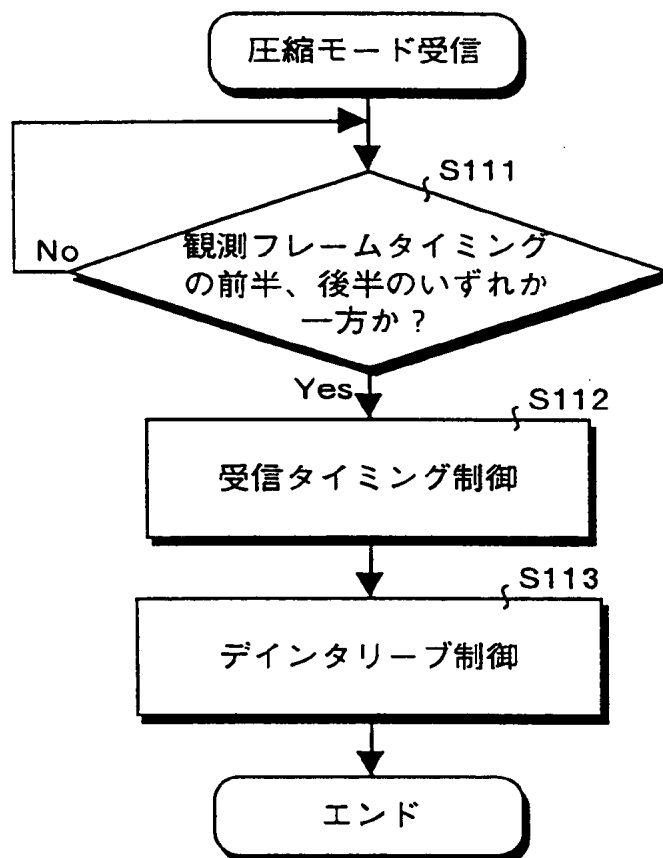 圧縮モード受信
S111
観測フレームタイミング
の前半、後半のいずれか
一方か？
No
Yes
S112
受信タイミング制御
S113
デインタリーブ制御
エンド